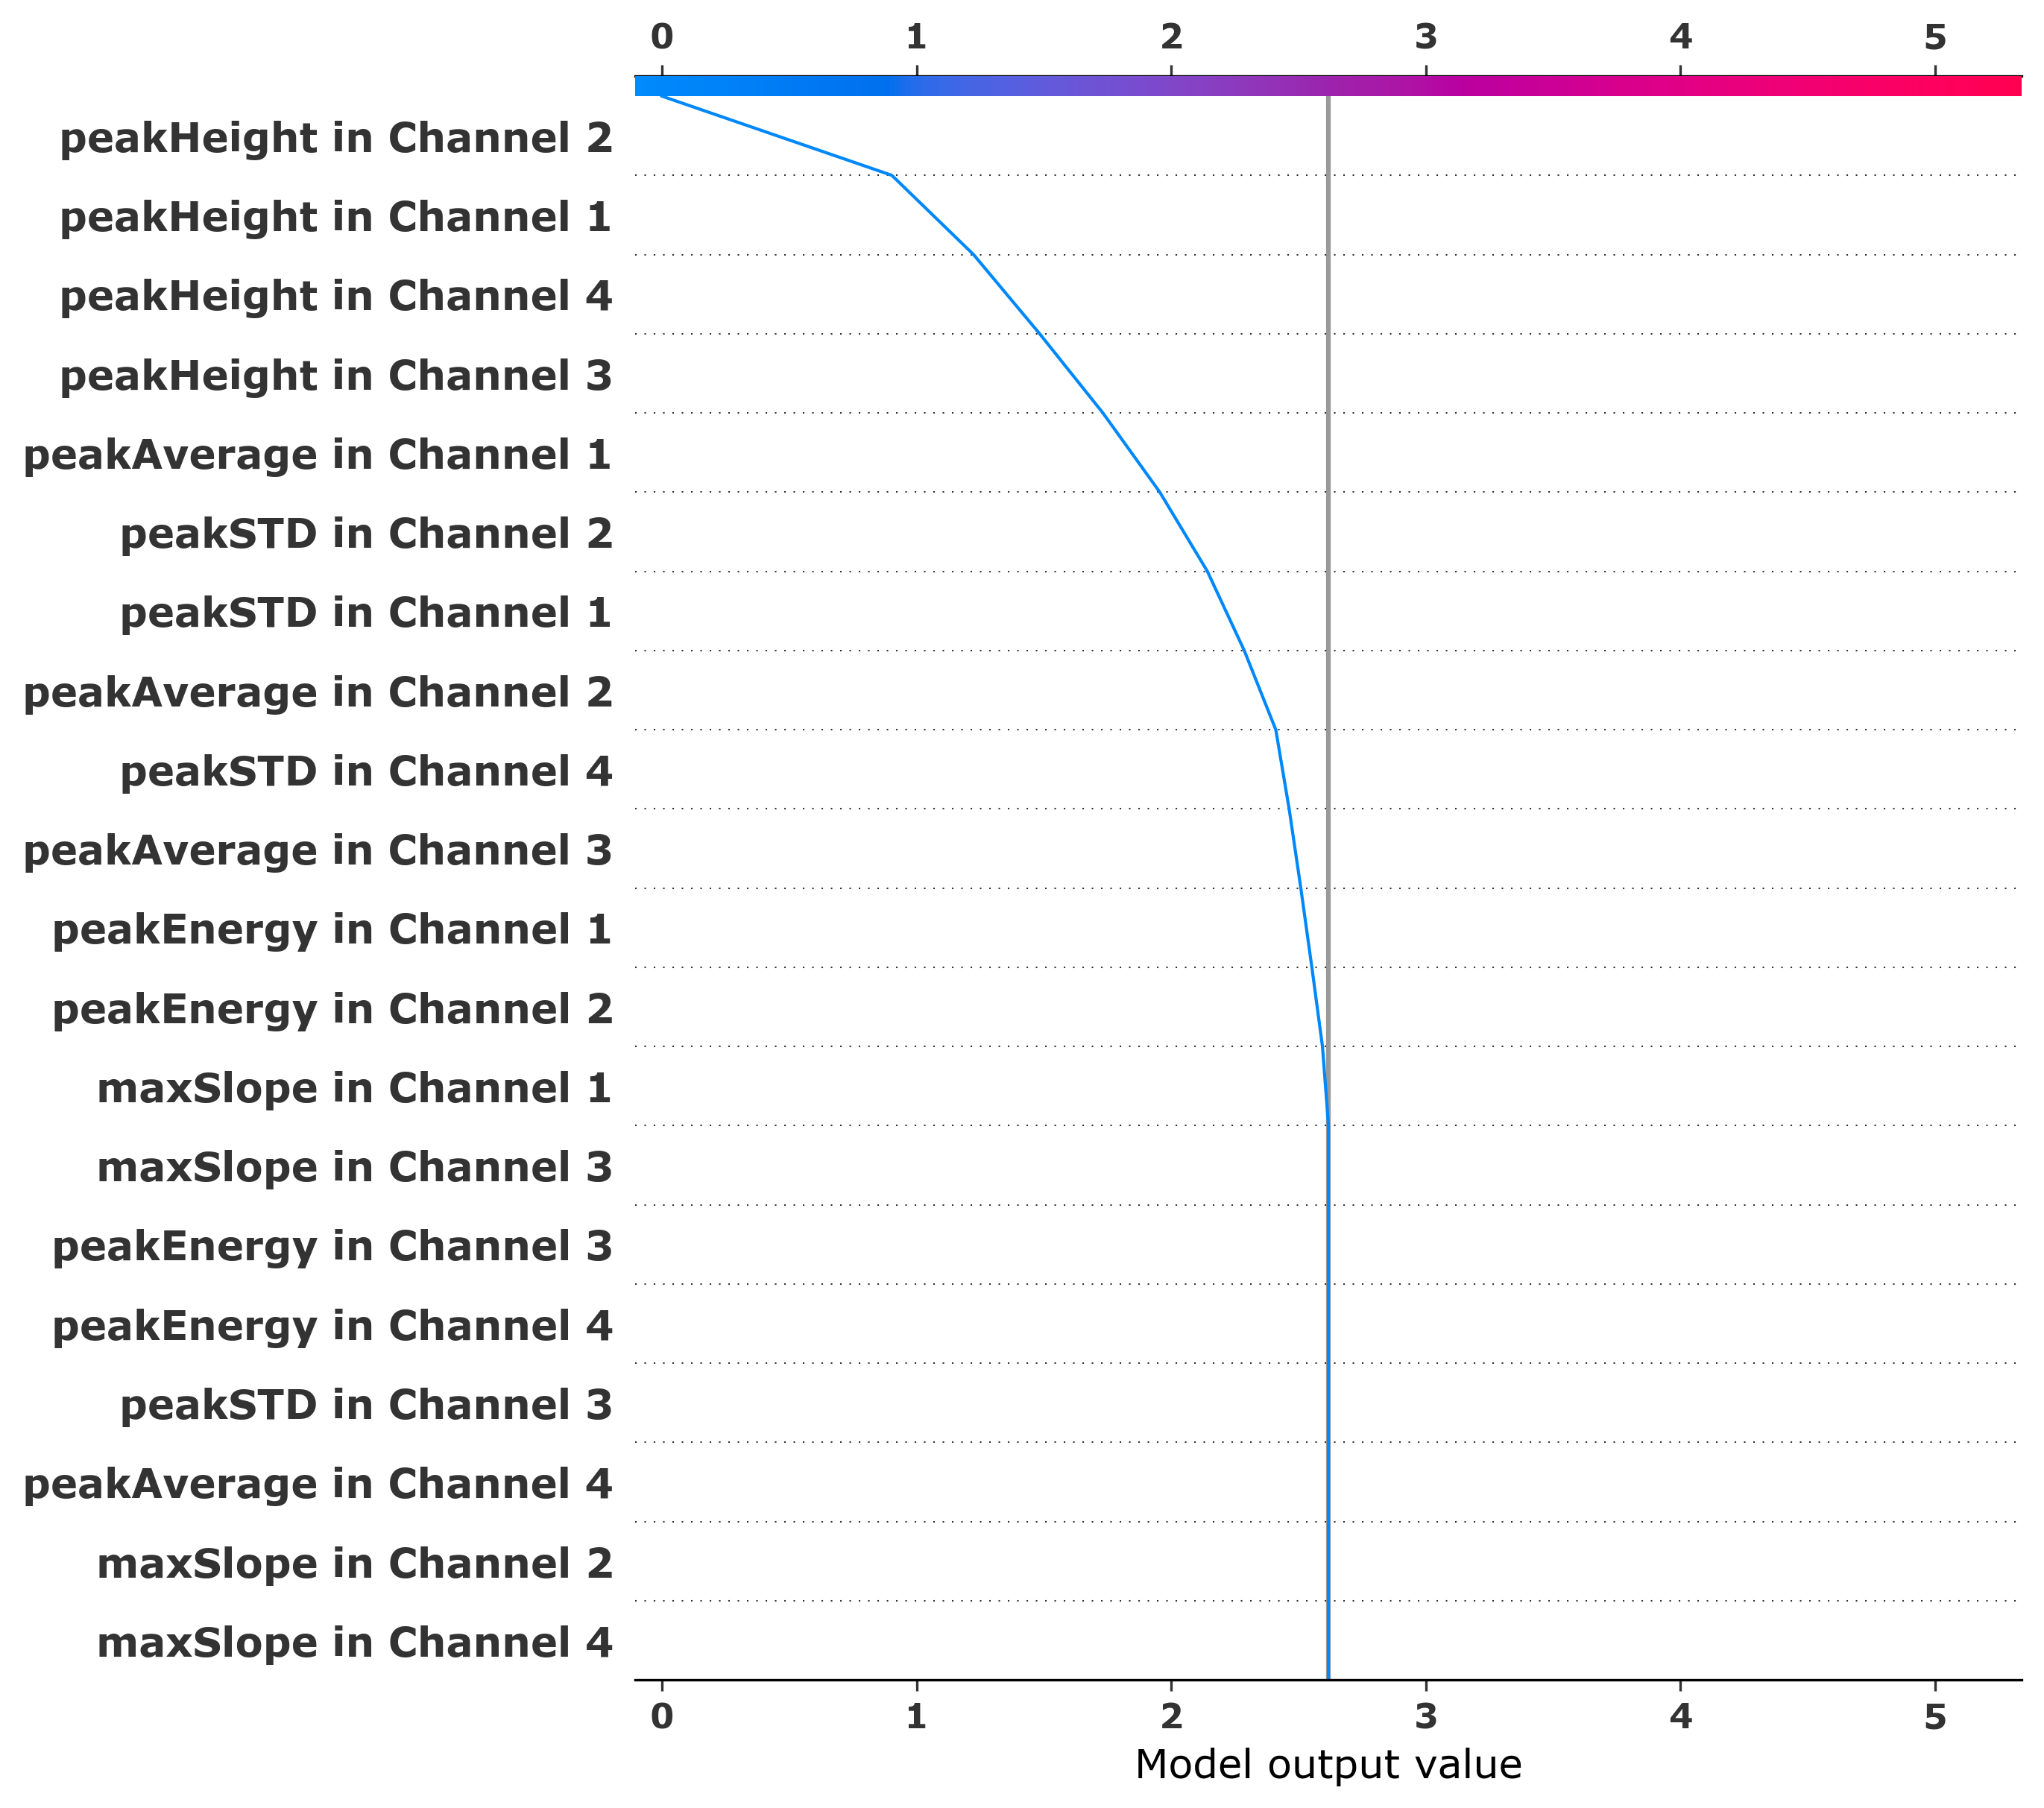 0 1 2 3 4 5
peakHeight in Channel 2
peakHeight in Channel 1
peakHeight in Channel 4
peakHeight in Channel 3
peakAverage in Channel 1
peakSTD in Channel 2
peakSTD in Channel 1
peakAverage in Channel 2
peakSTD in Channel 4
peakAverage in Channel 3
peakEnergy in Channel 1
peakEnergy in Channel 2
maxSlope in Channel 1
maxSlope in Channel 3
peakEnergy in Channel 3
peakEnergy in Channel 4
peakSTD in Channel 3
peakAverage in Channel 4
maxSlope in Channel 2
maxSlope in Channel 4
0 1 2 3 4 5
Model output value